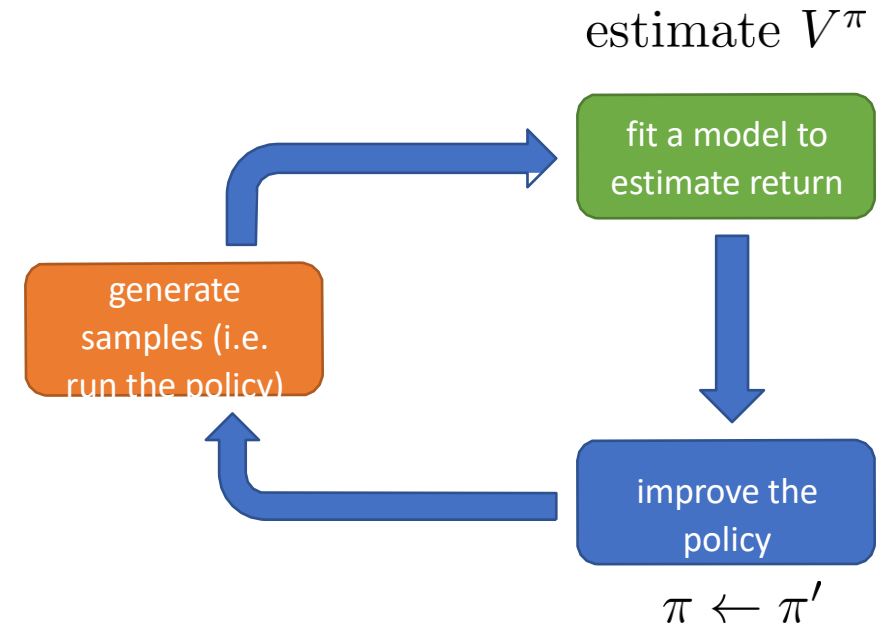 estimate V^π
fit a model to
estimate return
generate
samples (i.e.
run the policy)
improve the
policy
π ← π′